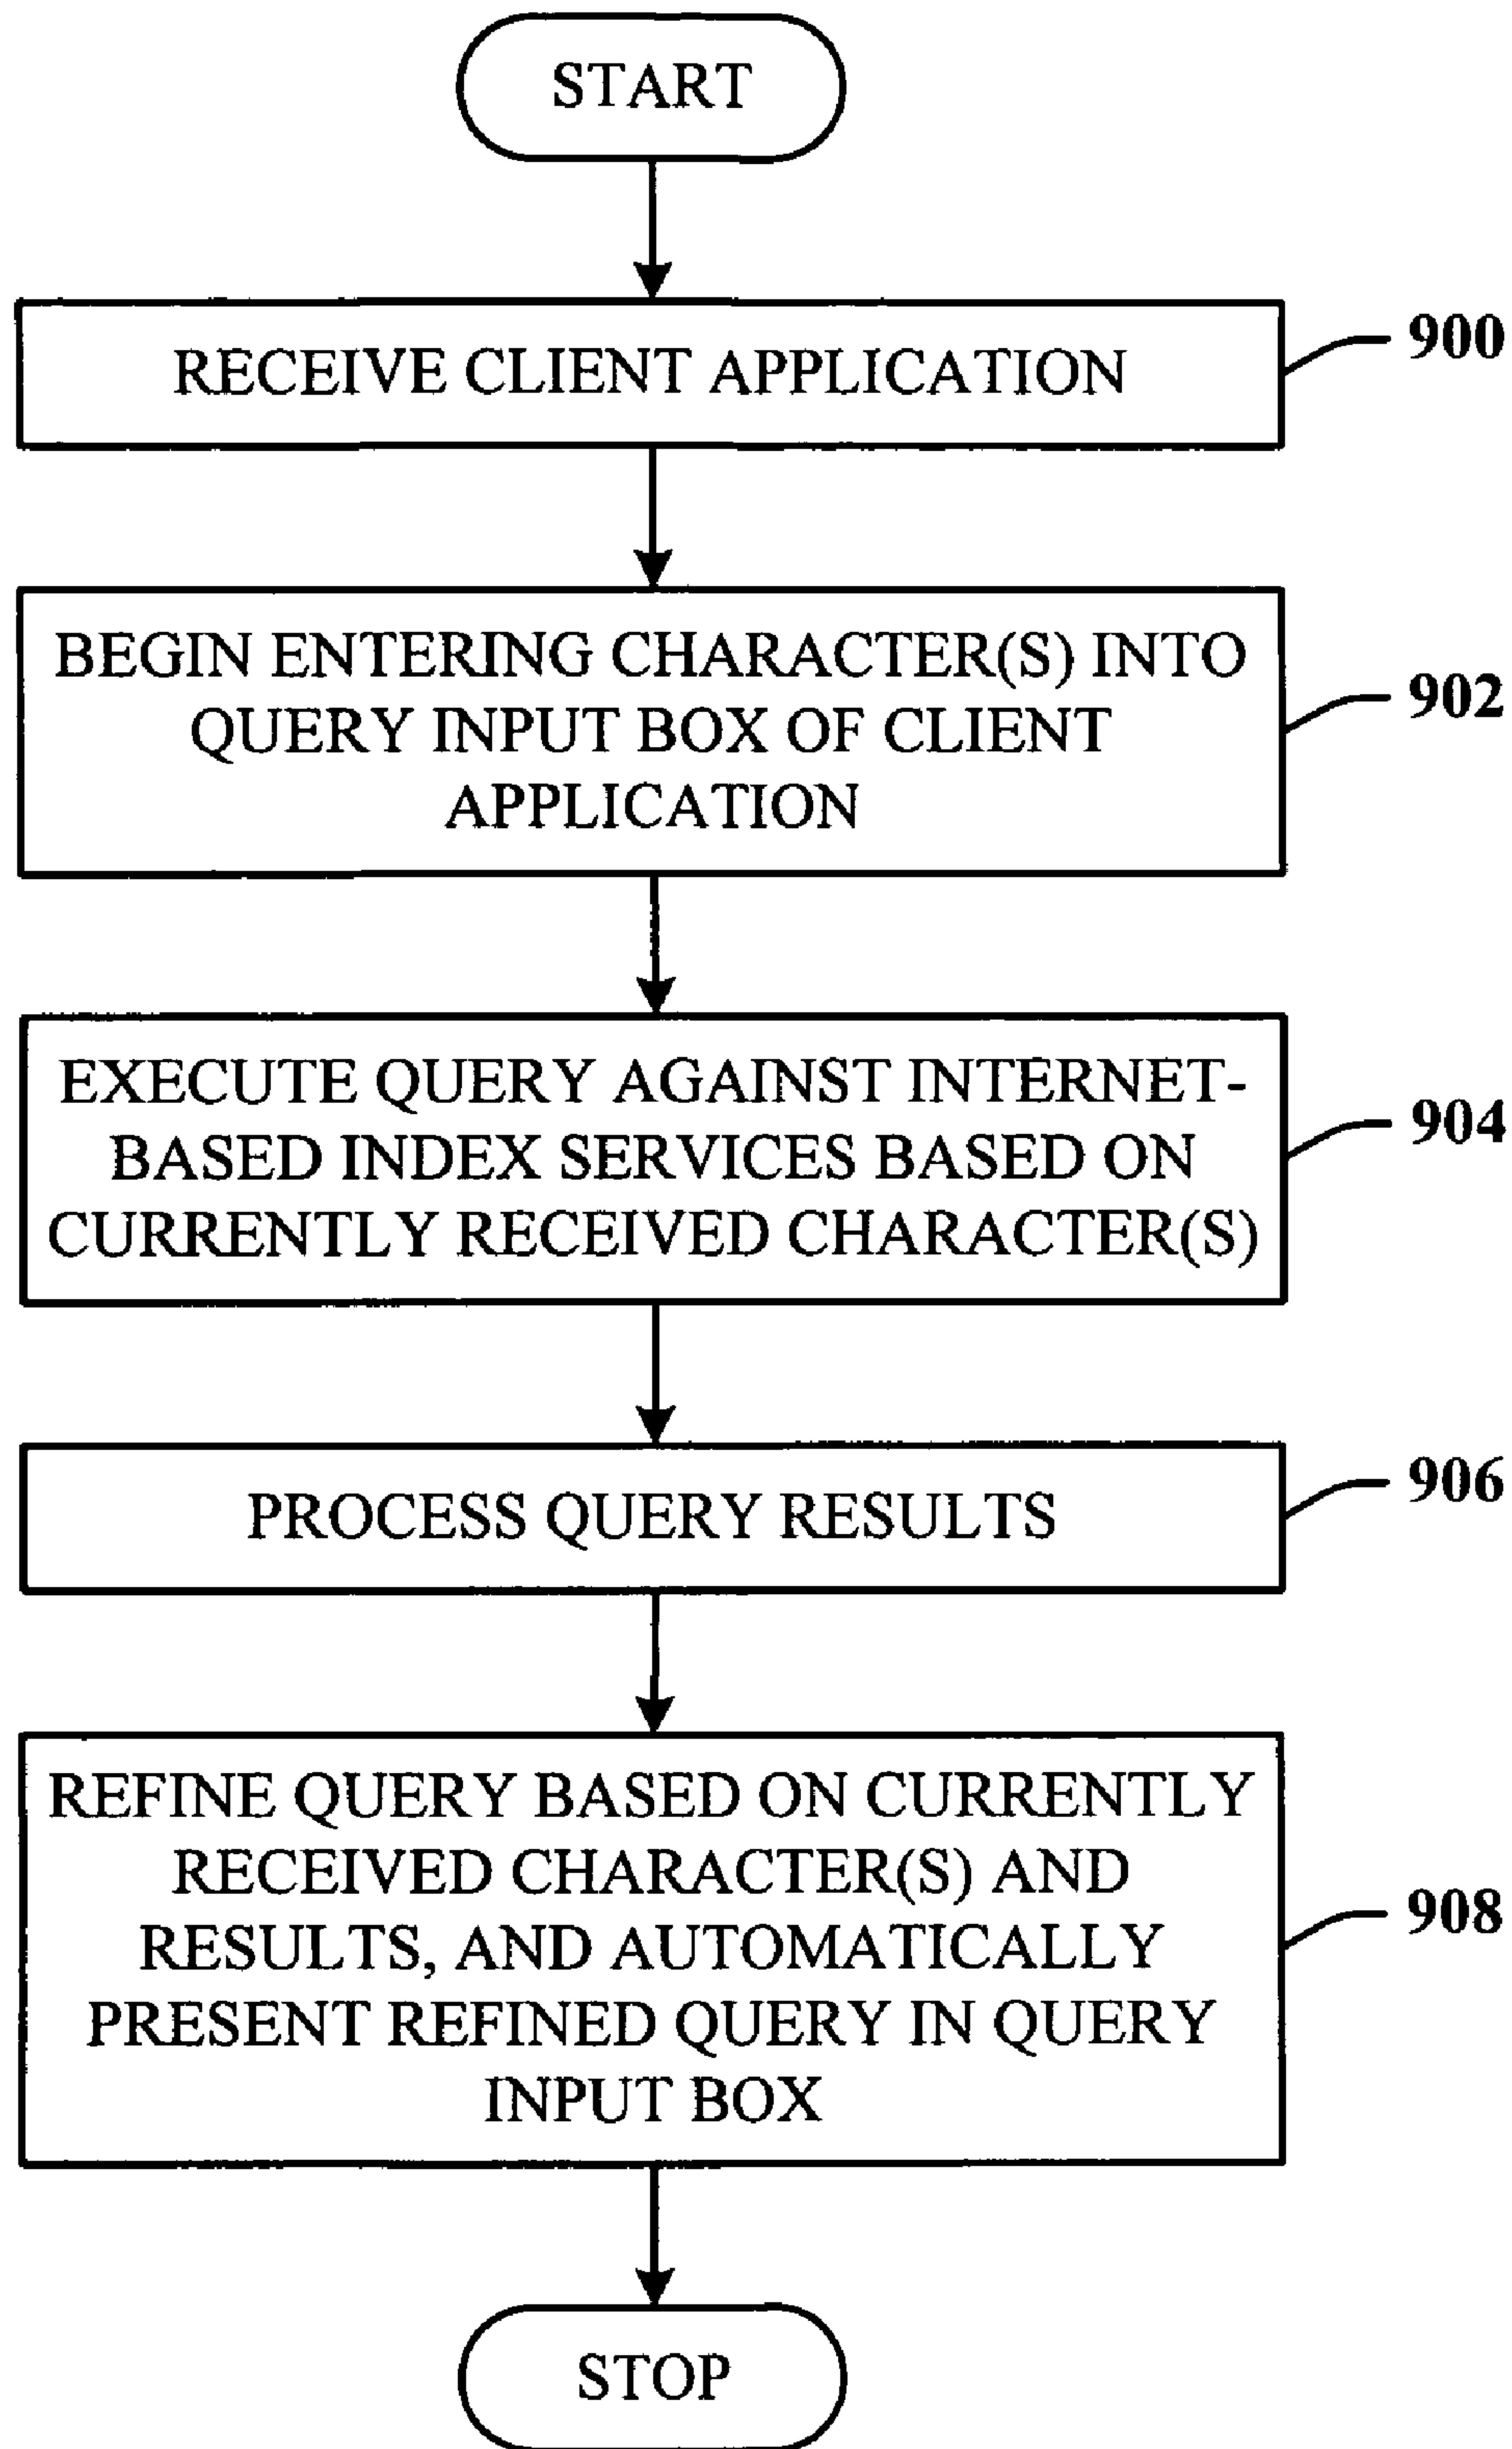 START
RECEIVE CLIENT APPLICATION
900
BEGIN ENTERING CHARACTER(S) INTO
QUERY INPUT BOX OF CLIENT
APPLICATION
902
EXECUTE QUERY AGAINST INTERNET-
BASED INDEX SERVICES BASED ON
CURRENTLY RECEIVED CHARACTER(S)
904
PROCESS QUERY RESULTS
906
REFINE QUERY BASED ON CURRENTLY
RECEIVED CHARACTER(S) AND
RESULTS, AND AUTOMATICALLY
PRESENT REFINED QUERY IN QUERY
INPUT BOX
908
STOP